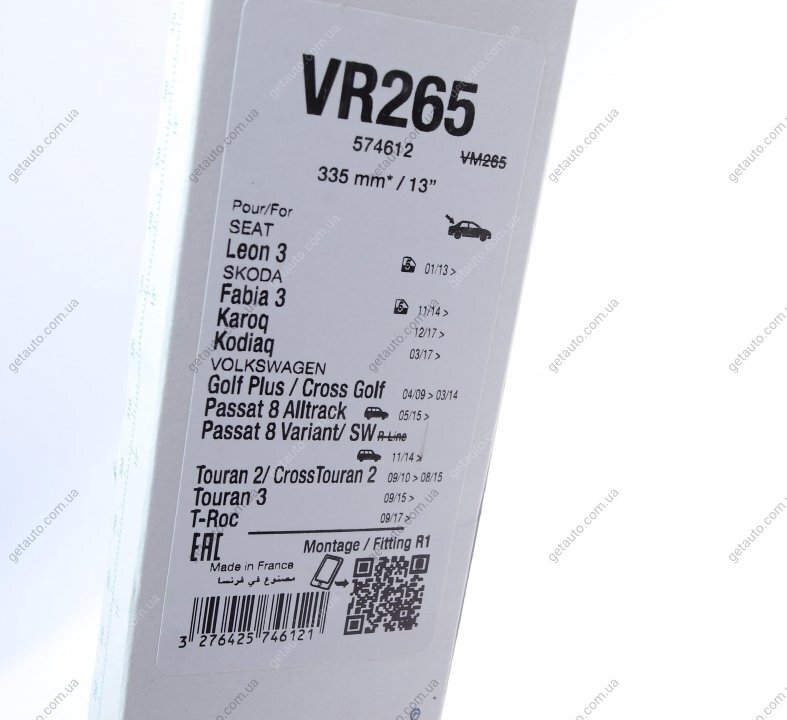 VR265
574612
VM265
335 mm* / 13"
Pour/For
SEAT
Leon 3 5 01/13 >
SKODA
Fabia 3 5 11/14 >
Karoq 12/17 >
Kodiaq 03/17 >
VOLKSWAGEN
Golf Plus / Cross Golf 04/09 > 03/14
Passat 8 Alltrack 05/15 >
Passat 8 Variant/ SW R-Line
11/14 >
Touran 2/ CrossTouran 2 09/10 > 08/15
Touran 3 09/15 >
T-Roc 09/17 >
EAC
Montage / Fitting R1
Made in France
مصنوع في فرنسا
3 276425 746121
getauto.com.ua